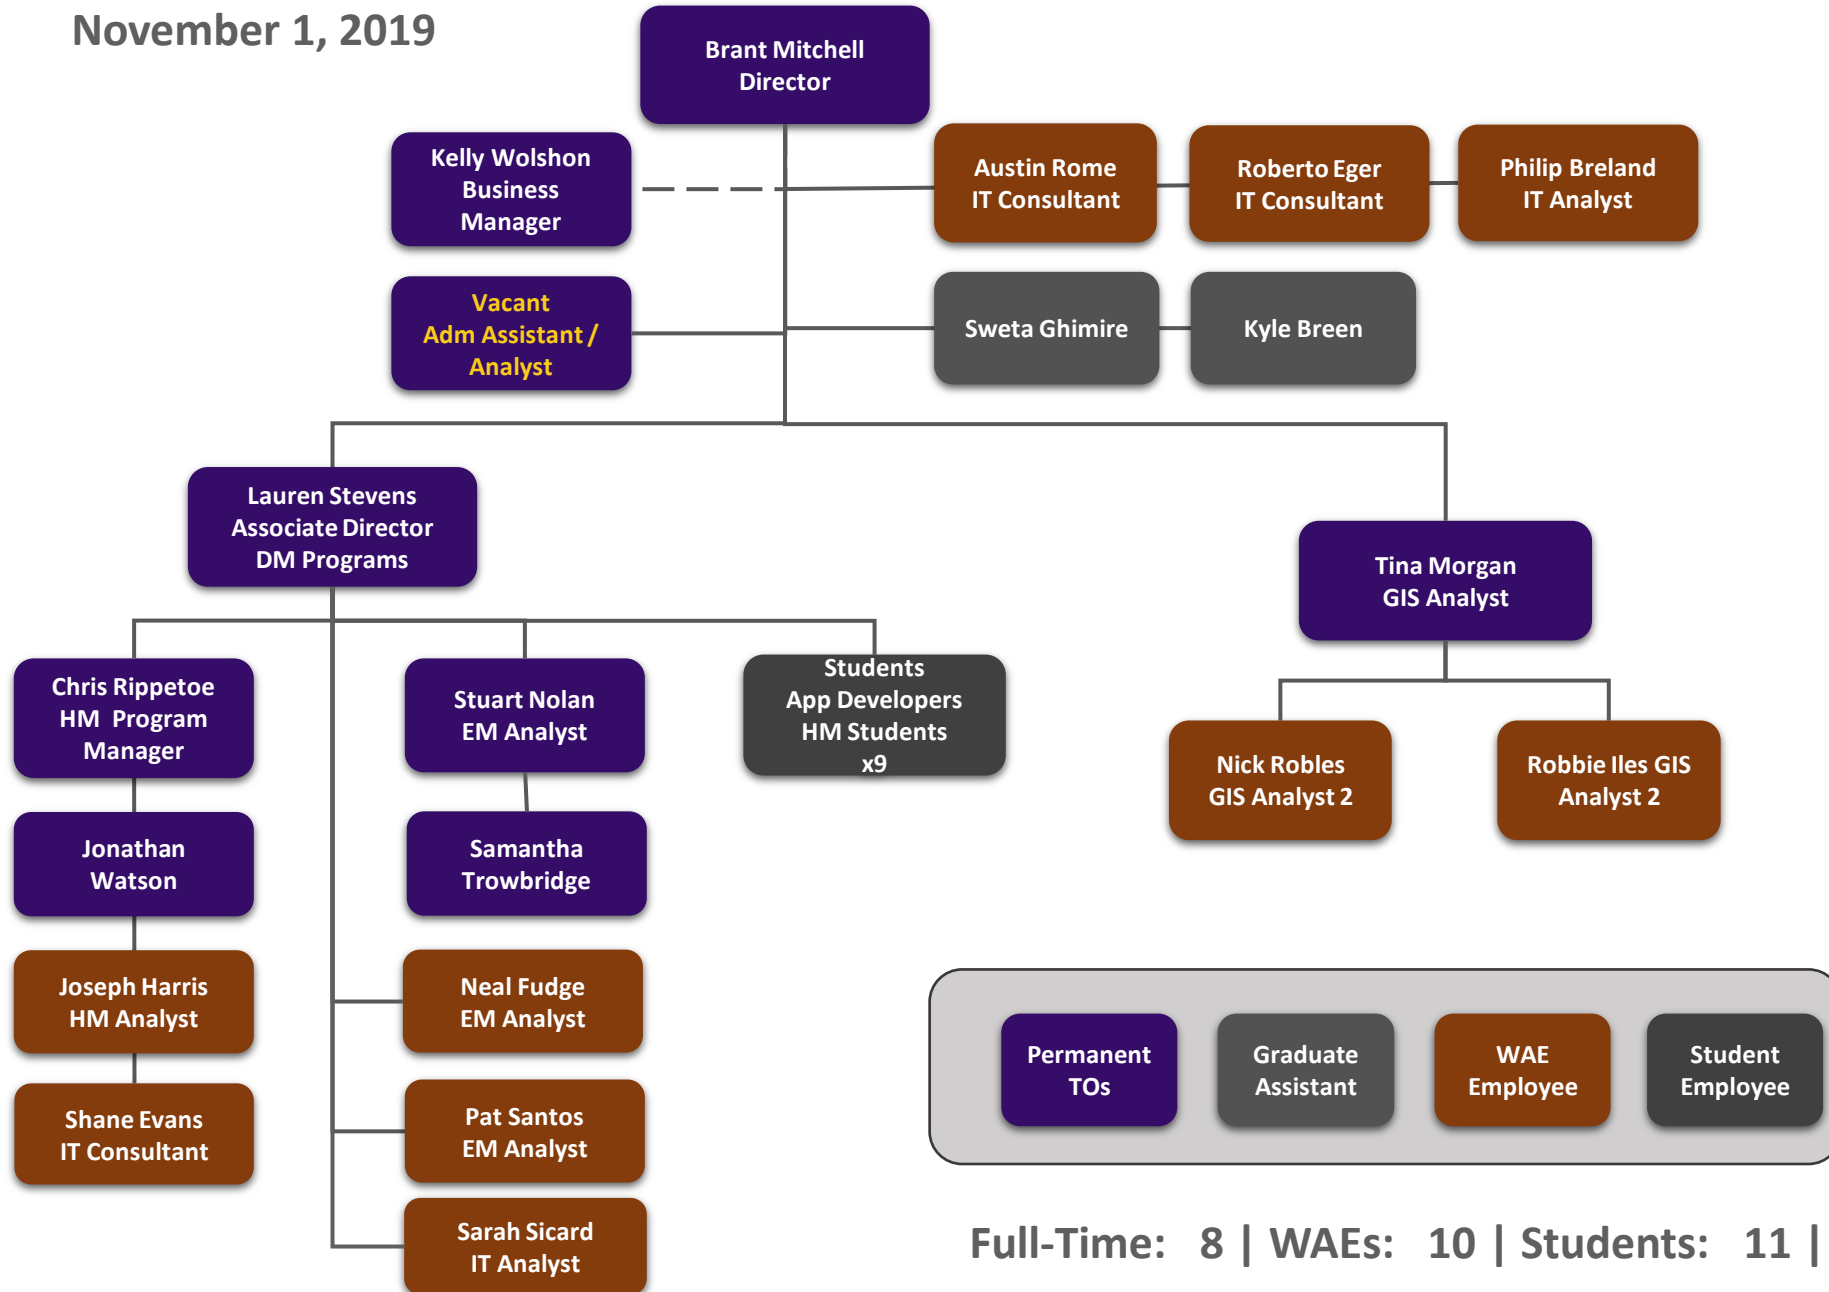 November 1, 2019
Brant Mitchell
Director
Kelly Wolshon
Business
Manager
Austin Rome
IT Consultant
Roberto Eger
IT Consultant
Philip Breland
IT Analyst
Vacant
Adm Assistant /
Analyst
Sweta Ghimire
Kyle Breen
Lauren Stevens
Associate Director
DM Programs
Tina Morgan
GIS Analyst
Chris Rippetoe
HM  Program
Manager
Stuart Nolan
EM Analyst
Students
App Developers
HM Students
x9
Nick Robles
GIS Analyst 2
Robbie Iles GIS
Analyst 2
Jonathan
Watson
Samantha
Trowbridge
Joseph Harris
HM Analyst
Neal Fudge
EM Analyst
Shane Evans
IT Consultant
Pat Santos
EM Analyst
Sarah Sicard
IT Analyst
Permanent
TOs
Graduate
Assistant
WAE
Employee
Student
Employee
Full-Time:   8 | WAEs:   10 | Students:   11 |